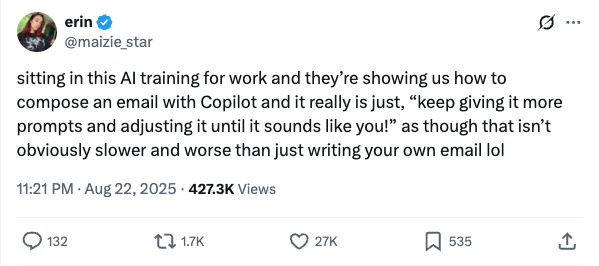 erin
@maizie_star
sitting in this AI training for work and they’re showing us how to
compose an email with Copilot and it really is just, “keep giving it more
prompts and adjusting it until it sounds like you!” as though that isn’t
obviously slower and worse than just writing your own email lol
11:21 PM · Aug 22, 2025 · 427.3K Views
132 1.7K 27K 535